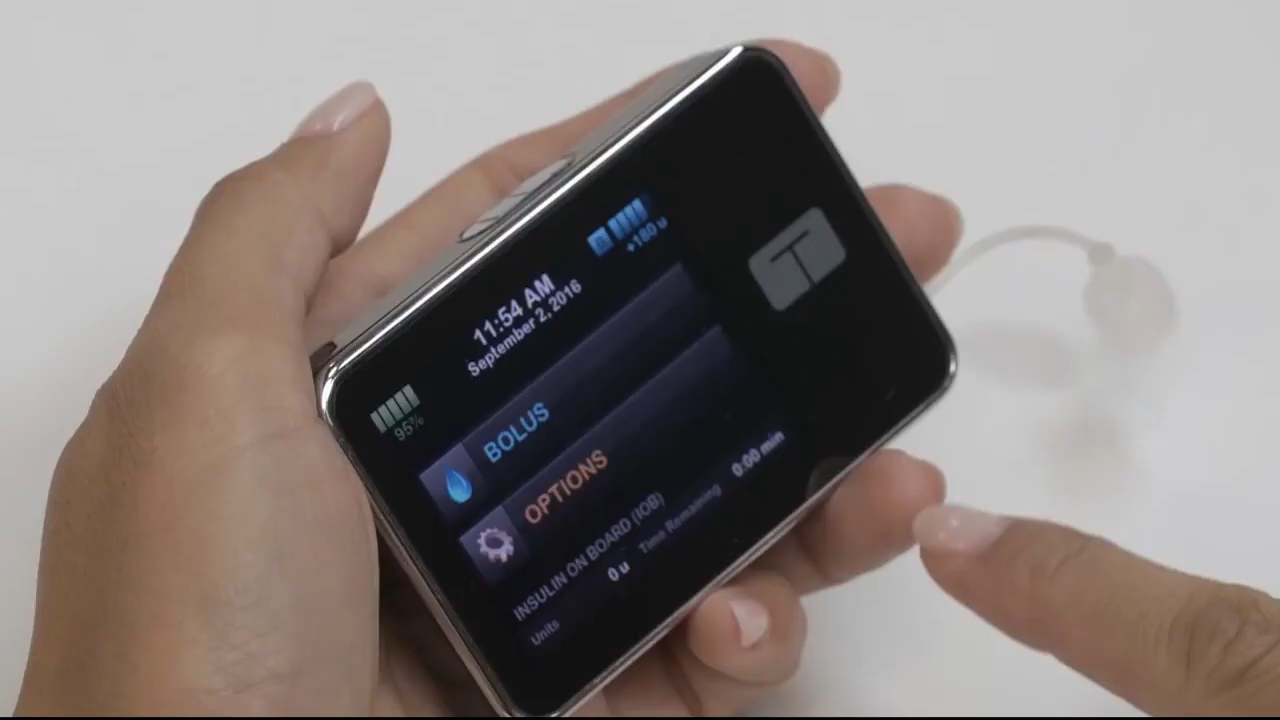 11:54 AM
September 2, 2016
+180 u
95%
T
BOLUS
OPTIONS
INSULIN ON BOARD (IOB)
Units 0 u Time Remaining 0:00 min